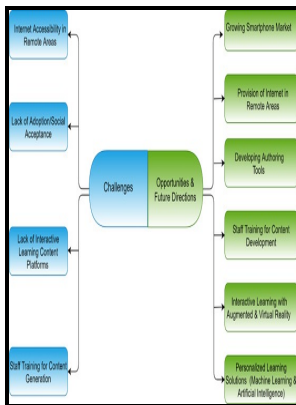 Internet Accessibility in
Remote Areas
Lack of Adoption/Social
Acceptance
Lack of Interactive
Learning Content
Platforms
Staff Training for Content
Generation
Challenges
Opportunities &
Future Directions
Growing Smartphone Market
Provision of Internet in
Remote Areas
Developing Authoring
Tools
Staff Training for Content
Development
Interactive Learning with
Augmented & Virtual Reality
Personalized Learning
Solutions (Machine Learning &
Artificial Intelligence)